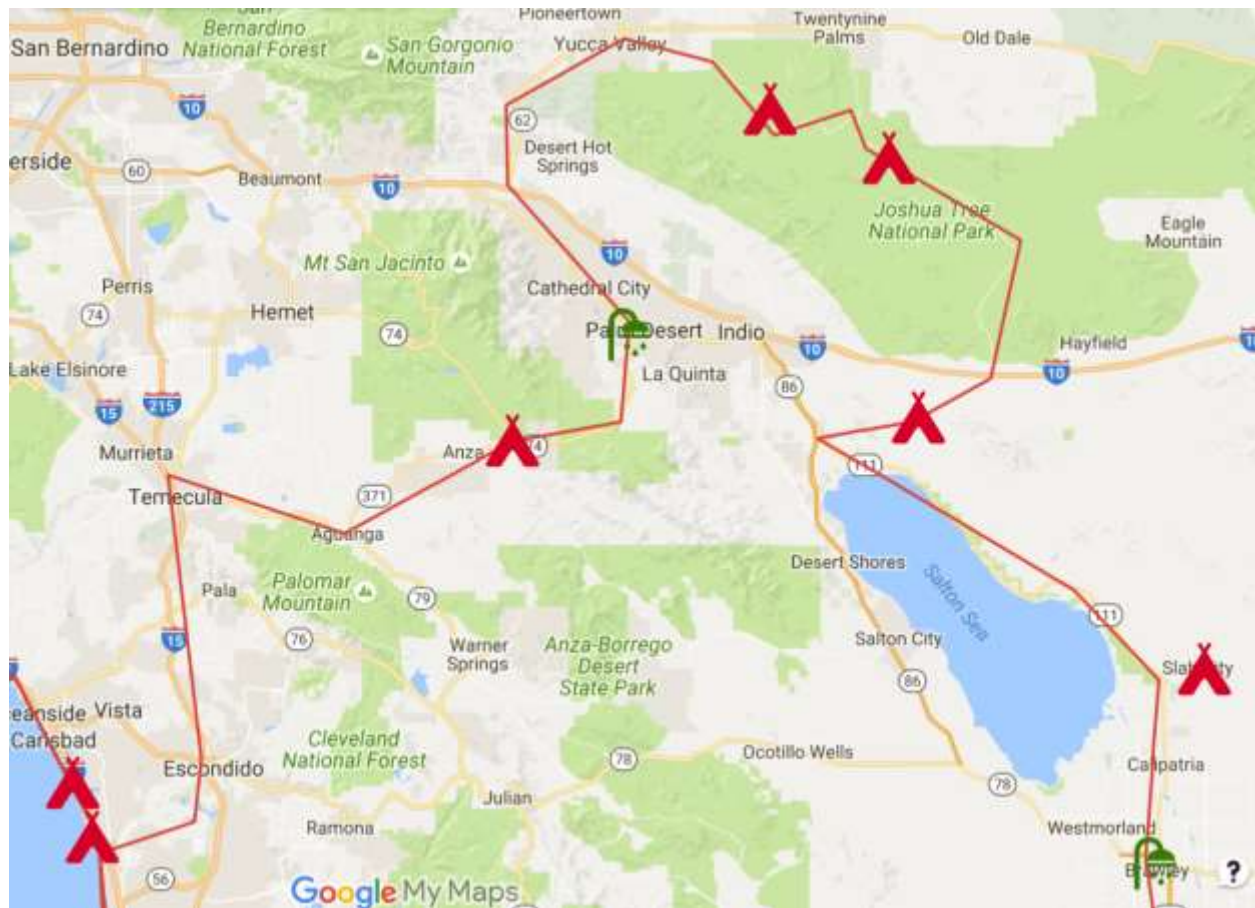 Pioneertown
Twentynine
Palms
Old Dale
San Bernardino
Bernardino
National Forest
San Gorgonio
Mountain
Yucca Valley
10
62
Desert Hot
Springs
erside
60
Beaumont
10
Joshua Tree
National Park
Eagle
Mountain
10
Mt San Jacinto
Perris
74
Hemet
Cathedral City
Desert
Indio
Hayfield
10
10
10
Lake Elsinore
74
La Quinta
86
15
215
Murrieta
Anza
111
Temecula
371
Aguanga
Desert Shores
Salton Sea
Palomar
Mountain
Pala
79
76
15
Warner
Springs
Anza-Borrego
Desert
State Park
Salton City
111
86
eanside
Vista
Carlsbad
Escondido
Cleveland
National Forest
78
Ocotillo Wells
78
Julian
Ramona
Westmorland
56
Google My Maps
?